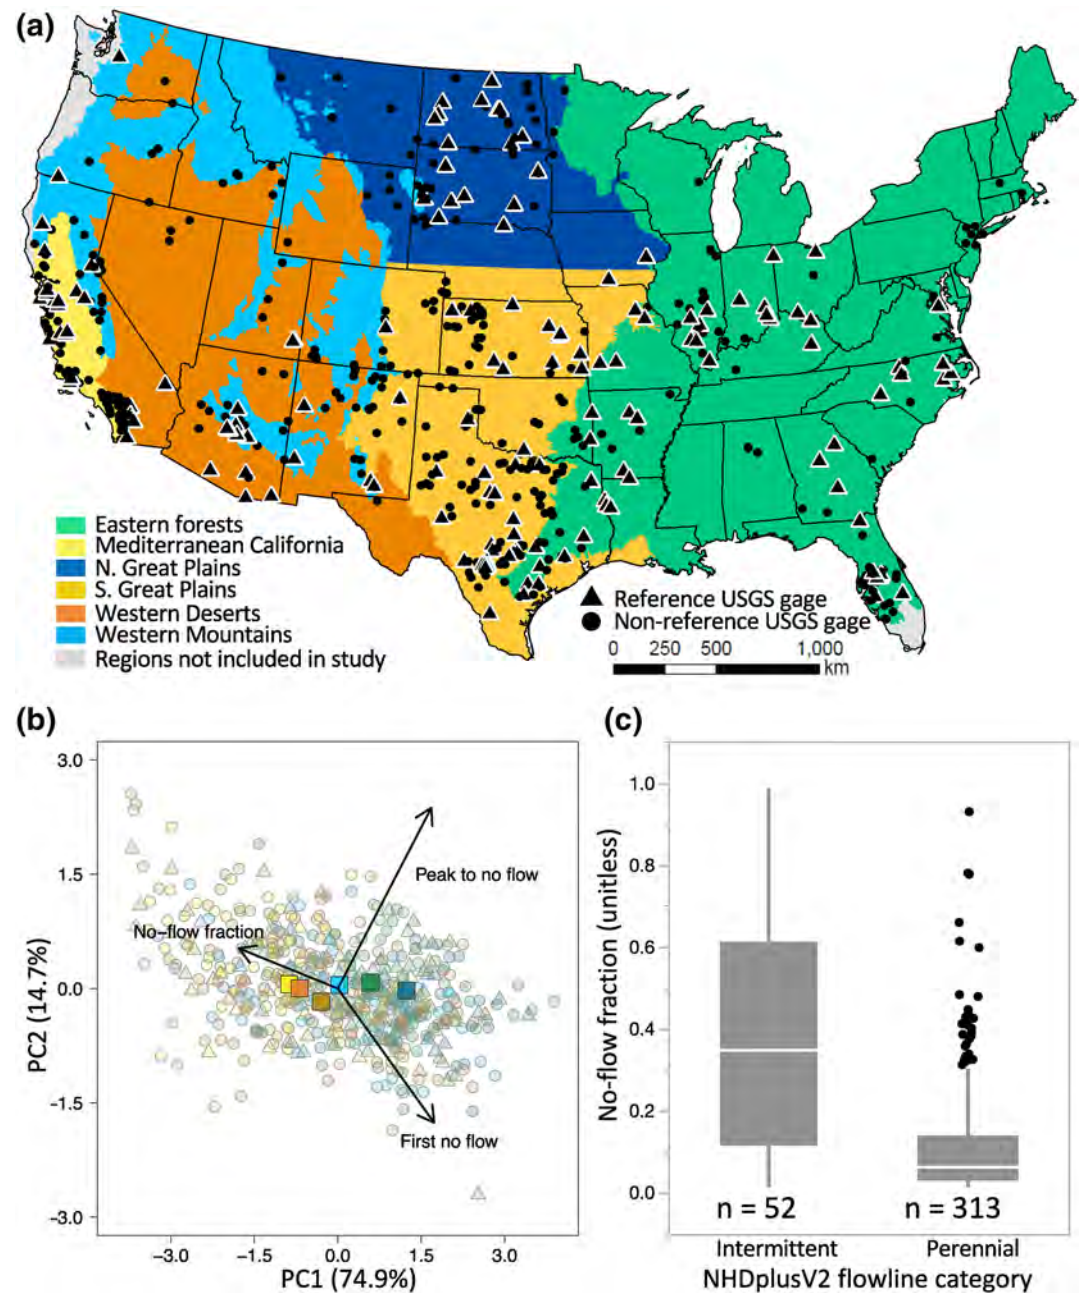 (a)
Eastern forests
Mediterranean California
N. Great Plains
S. Great Plains
Western Deserts
Western Mountains
Regions not included in study
Reference USGS gage
Non-reference USGS gage
0 250 500 1,000
km
(b)
3.0
1.5
0.0
−1.5
−3.0
PC2 (14.7%)
Peak to no flow
No−flow fraction
First no flow
−3.0 −1.5 0.0 1.5 3.0
PC1 (74.9%)
(c)
1.0
0.8
0.6
0.4
0.2
0.0
No-flow fraction (unitless)
n = 52 n = 313
Intermittent Perennial
NHDplusV2 flowline category